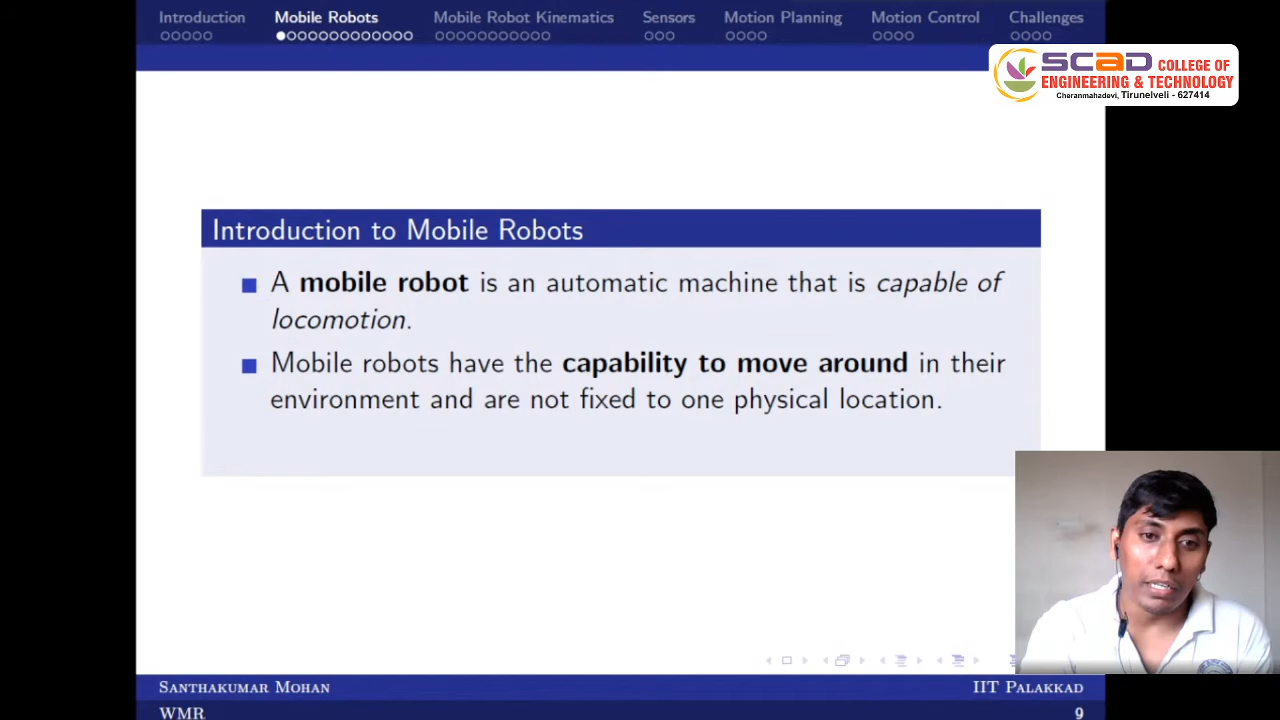 Introduction
Mobile Robots
Mobile Robot Kinematics
Sensors
Motion Planning
Motion Control
Challenges
SCAD COLLEGE OF
ENGINEERING & TECHNOLOGY
Cheranmahadevi, Tirunelveli - 627414
Introduction to Mobile Robots
A mobile robot is an automatic machine that is capable of
locomotion.
Mobile robots have the capability to move around in their
environment and are not fixed to one physical location.
Santhakumar Mohan
IIT Palakkad
WMR
9